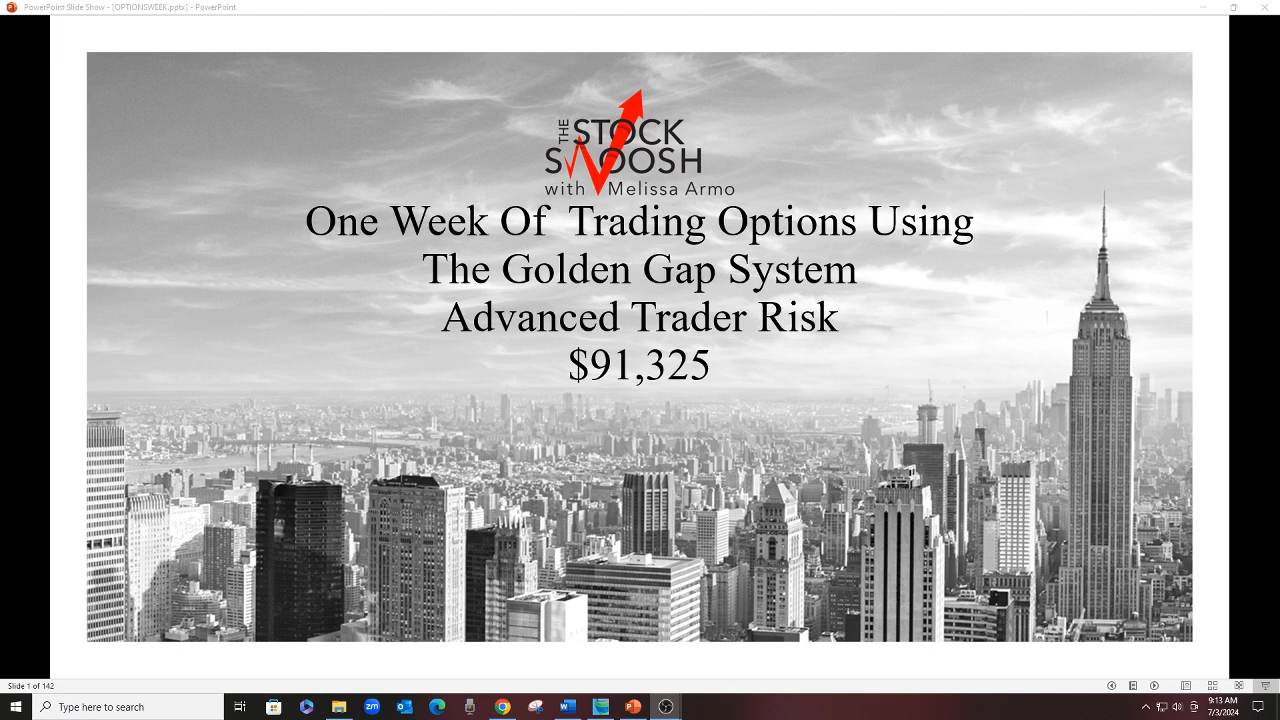 PowerPoint Slide Show - [OPTIONSWEEK.pptx] - PowerPoint
THE STOCK
SWOOSH
with Melissa Armo
One Week Of Trading Options Using
The Golden Gap System
Advanced Trader Risk
$91,325
Slide 1 of 142
Type here to search
zm
9:13 AM
7/3/2024